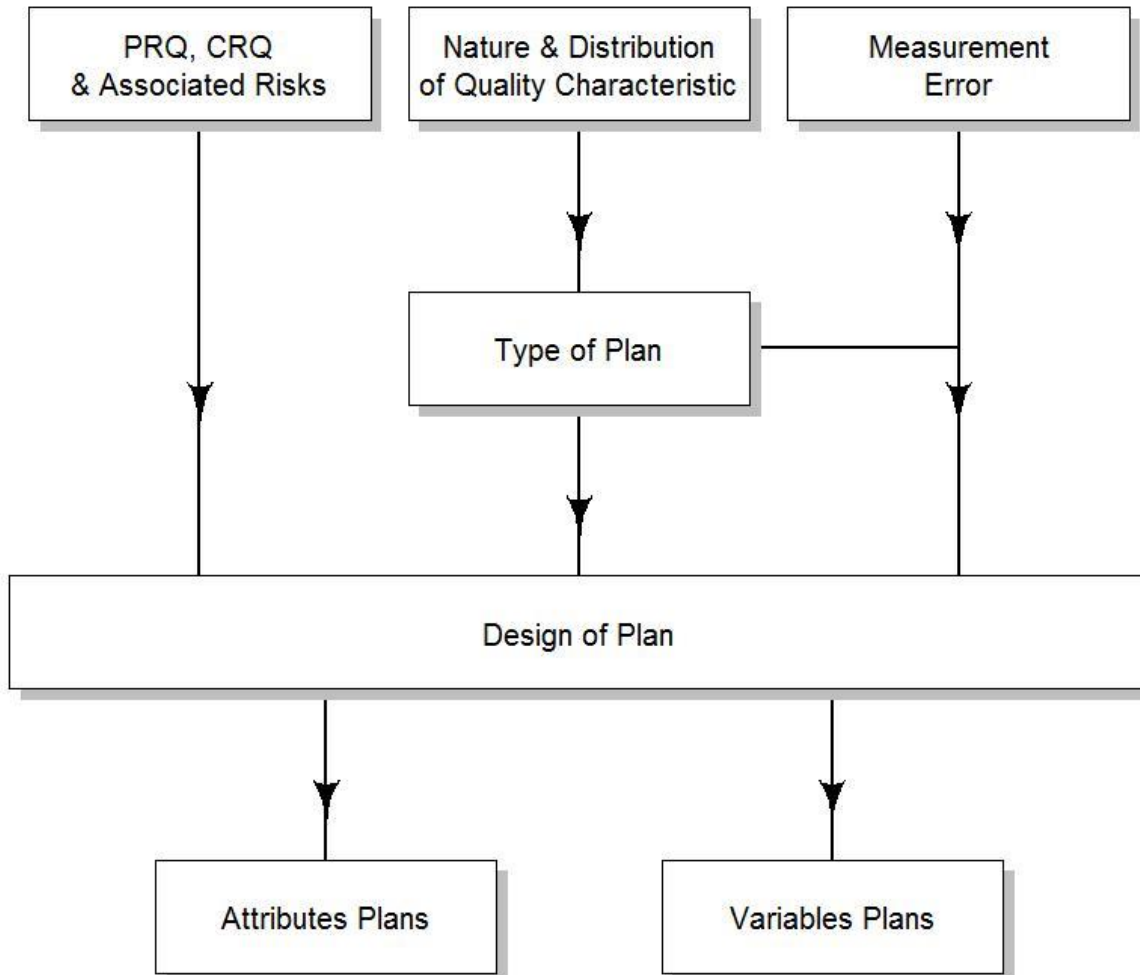 PRQ, CRQ
& Associated Risks
Nature & Distribution
of Quality Characteristic
Measurement
Error
Type of Plan
Design of Plan
Attributes Plans
Variables Plans